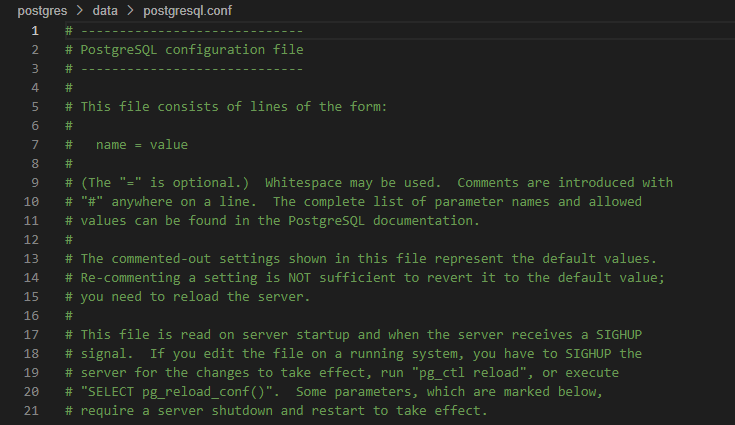 postgres > data > postgresql.conf
1 # -----------------------------
2 # PostgreSQL configuration file
3 # -----------------------------
4 #
5 # This file consists of lines of the form:
6 #
7 #   name = value
8 #
9 # (The "=" is optional.)  Whitespace may be used.  Comments are introduced with
10 # "#" anywhere on a line.  The complete list of parameter names and allowed
11 # values can be found in the PostgreSQL documentation.
12 #
13 # The commented-out settings shown in this file represent the default values.
14 # Re-commenting a setting is NOT sufficient to revert it to the default value;
15 # you need to reload the server.
16 #
17 # This file is read on server startup and when the server receives a SIGHUP
18 # signal.  If you edit the file on a running system, you have to SIGHUP the
19 # server for the changes to take effect, run "pg_ctl reload", or execute
20 # "SELECT pg_reload_conf()".  Some parameters, which are marked below,
21 # require a server shutdown and restart to take effect.